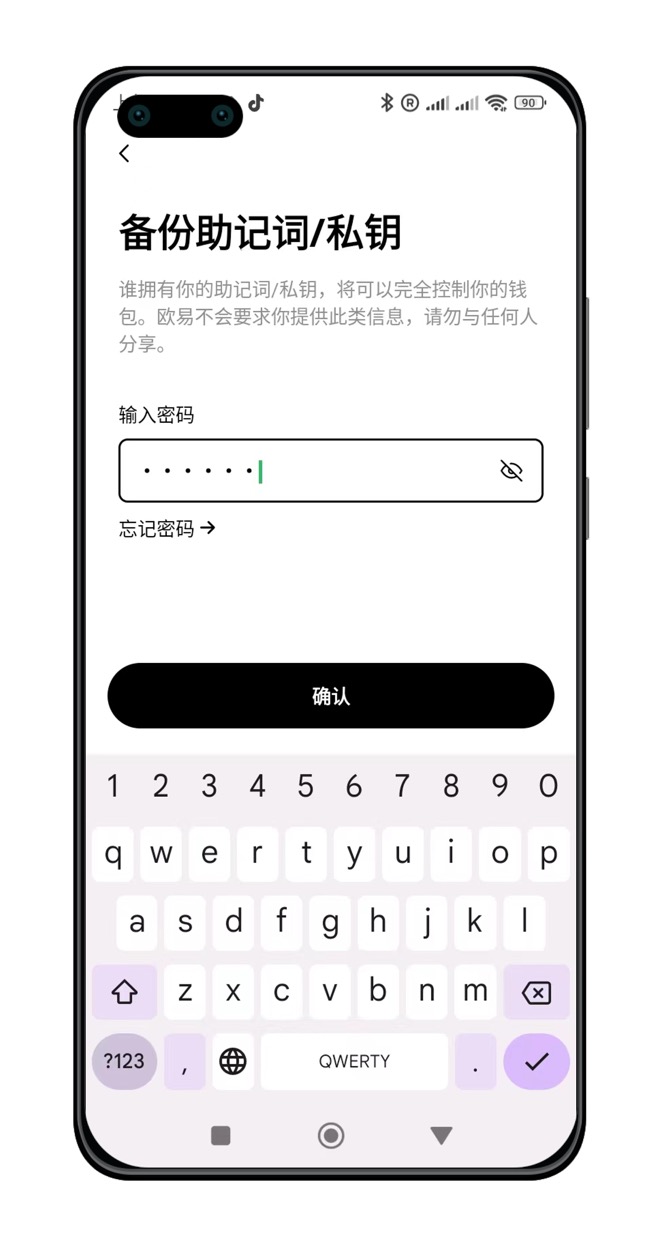 90
备份助记词/私钥
谁拥有你的助记词/私钥，将可以完全控制你的钱
包。欧易不会要求你提供此类信息，请勿与任何人
分享。
输入密码
忘记密码 →
确认
1 2 3 4 5 6 7 8 9 0
q w e r t y u i o p
a s d f g h j k l
z x c v b n m
?123 , QWERTY .